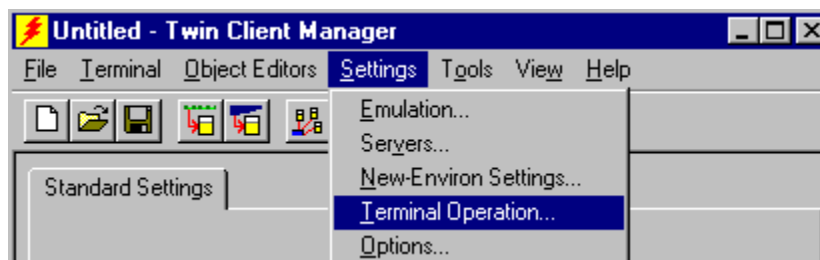 Untitled - Twin Client Manager
File Terminal Object Editors Settings Tools View Help
Emulation...
Servers...
New-Environ Settings...
Terminal Operation...
Options...
Standard Settings